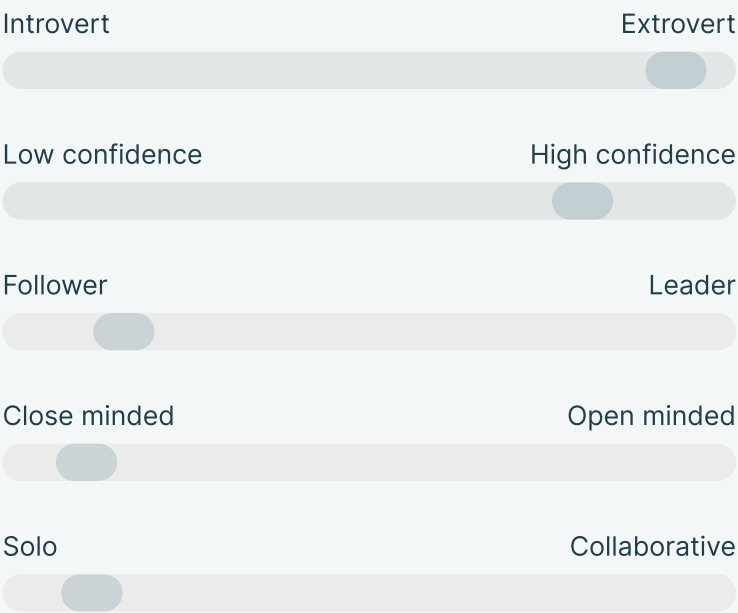 Introvert Extrovert
Low confidence High confidence
Follower Leader
Close minded Open minded
Solo Collaborative